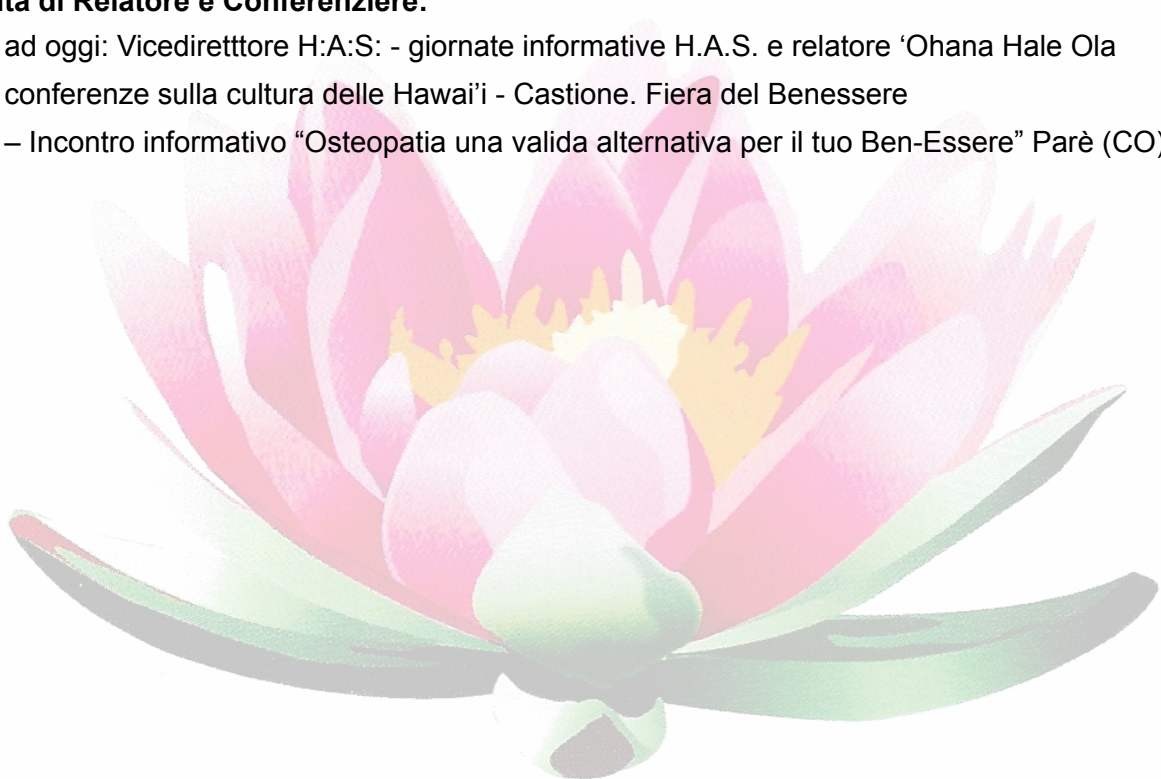 tà di Relatore e Conferenziere:
ad oggi: Vicediretttore H:A:S: - giornate informative H.A.S. e relatore ‘Ohana Hale Ola
conferenze sulla cultura delle Hawai’i - Castione. Fiera del Benessere
– Incontro informativo “Osteopatia una valida alternativa per il tuo Ben-Essere” Parè (CO)